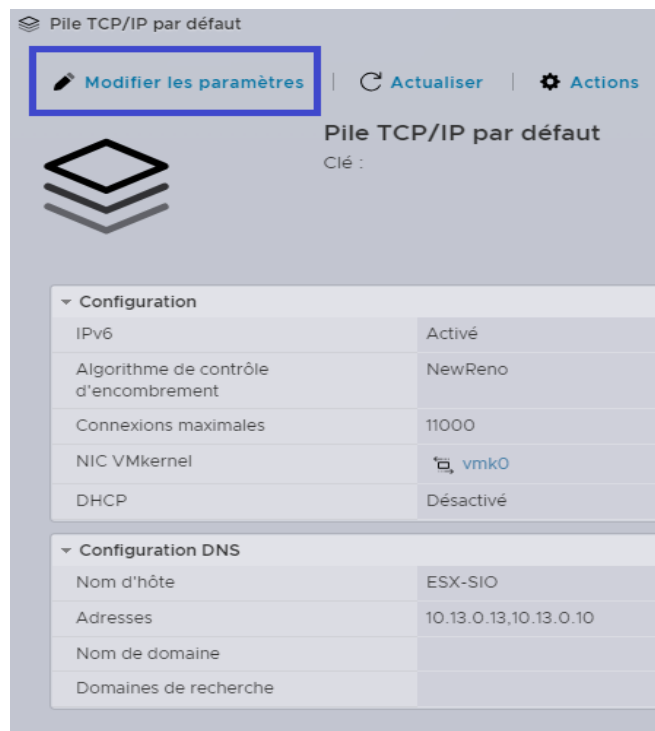 Pile TCP/IP par défaut
Modifier les paramètres | Actualiser | Actions
Pile TCP/IP par défaut
Clé :
Configuration
IPv6 Activé
Algorithme de contrôle NewReno
d'encombrement
Connexions maximales 11000
NIC VMkernel vmk0
DHCP Désactivé
Configuration DNS
Nom d'hôte ESX-SIO
Adresses 10.13.0.13,10.13.0.10
Nom de domaine
Domaines de recherche